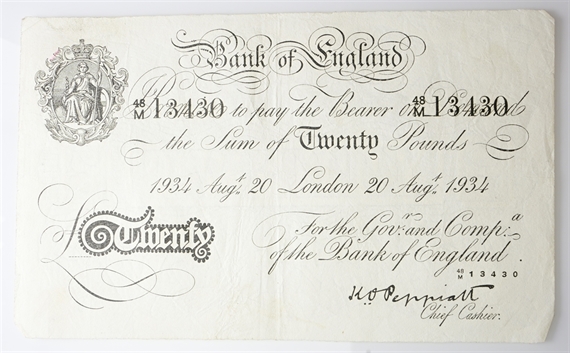 Bank of England
48/M 13430 to pay the Bearer on 48/M 13430
the Sum of Twenty Pounds
1934 Augst. 20 London 20 Augst. 1934
Twenty
For the Govr. and Compa.
of the Bank of England.
48/M 13430
K O Peppiatt
Chief Cashier.